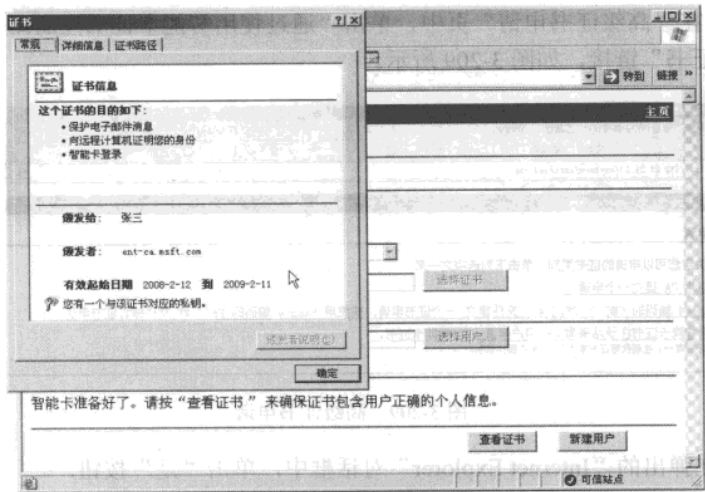 证书
常规 详细信息 证书路径
证书信息
这个证书的目的如下:
• 保护电子邮件消息
• 向远程计算机证明您的身份
• 智能卡登录
颁发给: 张三
颁发者: ent-ca.msft.com
有效起始日期 2008-2-12 到 2009-2-11
您有一个与该证书对应的私钥。
颁发者说明(S)
确定
转到 链接 »
主页
选择证书
选择用户
智能卡准备好了。请按“查看证书”来确保证书包含用户正确的个人信息。
查看证书 新建用户
可信站点